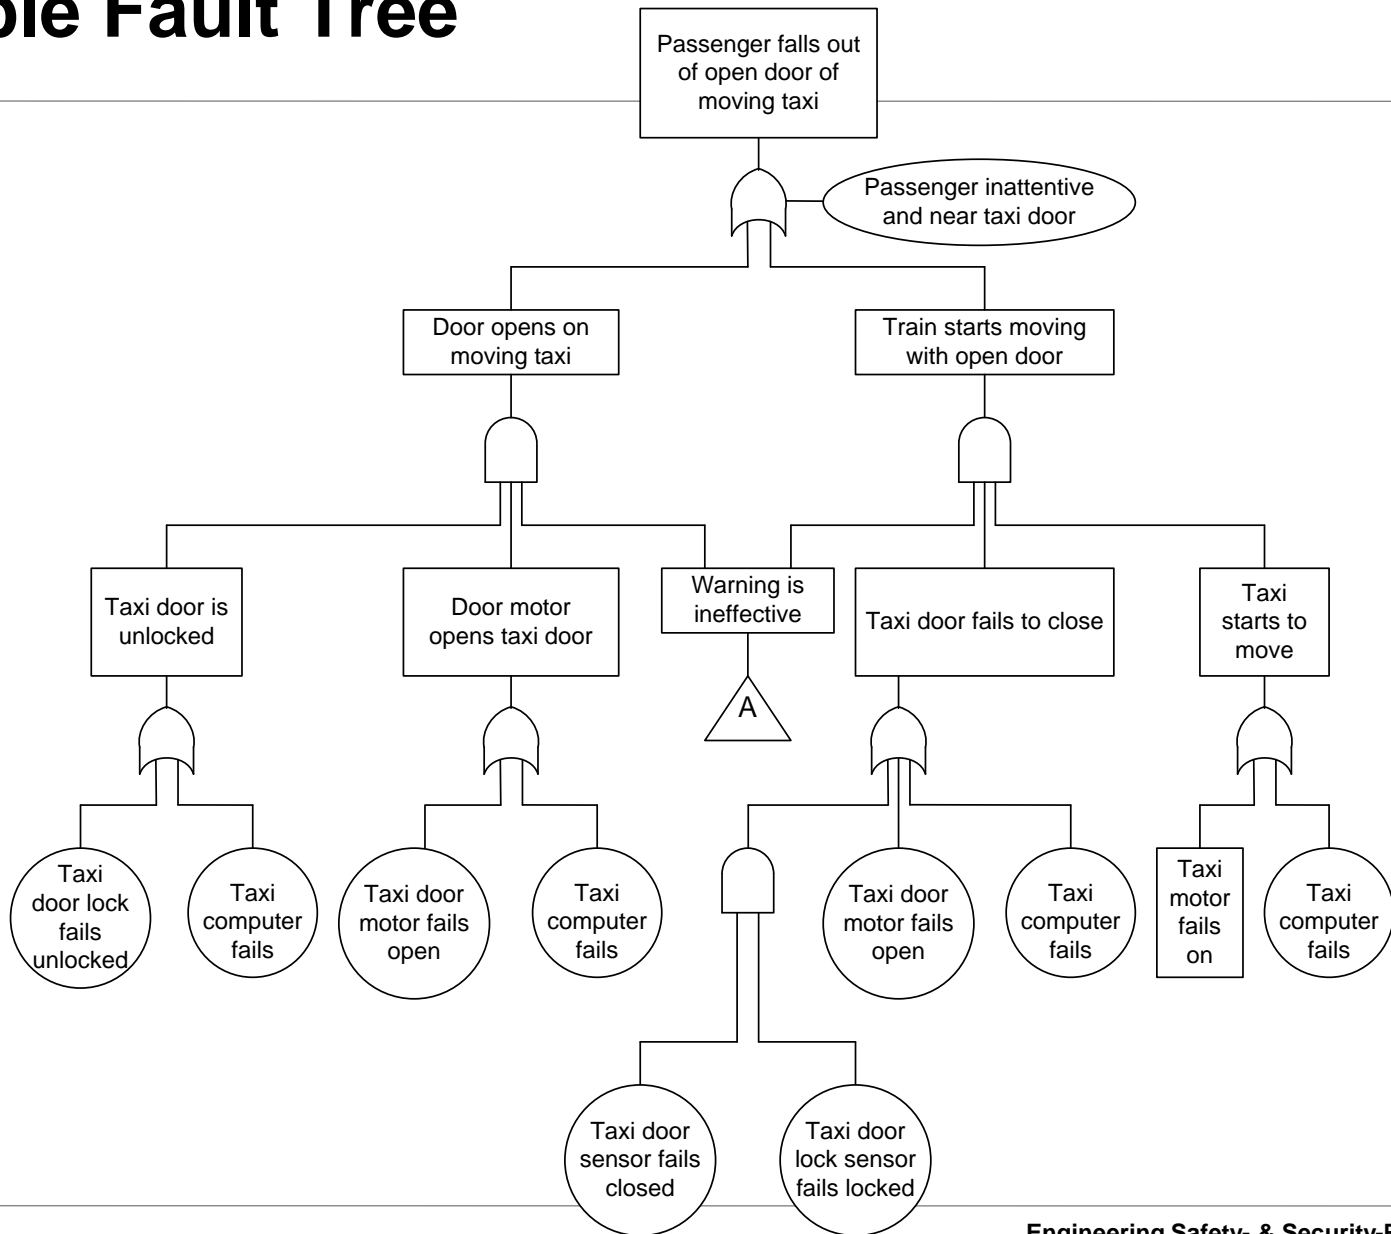 Fault Tree
Passenger falls out
of open door of
moving taxi
Passenger inattentive
and near taxi door
Door opens on
moving taxi
Train starts moving
with open door
Taxi door is
unlocked
Door motor
opens taxi door
Warning is
ineffective
Taxi door fails to close
Taxi
starts to
move
A
Taxi
door lock
fails
unlocked
Taxi
computer
fails
Taxi door
motor fails
open
Taxi
computer
fails
Taxi door
motor fails
open
Taxi
computer
fails
Taxi
motor
fails
on
Taxi
computer
fails
Taxi door
sensor fails
closed
Taxi door
lock sensor
fails locked
Engineering Safety- & Security-